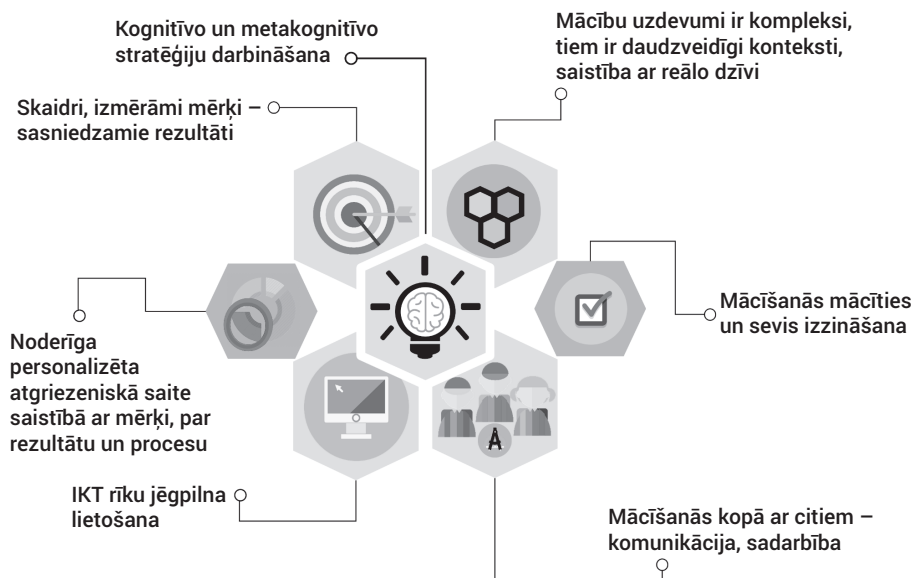 Kognitīvo un metakognitīvo
stratēģiju darbināšana
Mācību uzdevumi ir kompleksi,
tiem ir daudzveidīgi konteksti,
saistība ar reālo dzīvi
Skaidri, izmērāmi mērķi –
sasniedzamie rezultāti
Mācīšanās mācīties
un sevis izzināšana
Noderīga
personalizēta
atgriezeniskā saite
saistībā ar mērķi, par
rezultātu un procesu
A
IKT rīku jēgpilna
lietošana
Mācīšanās kopā ar citiem –
komunikācija, sadarbība